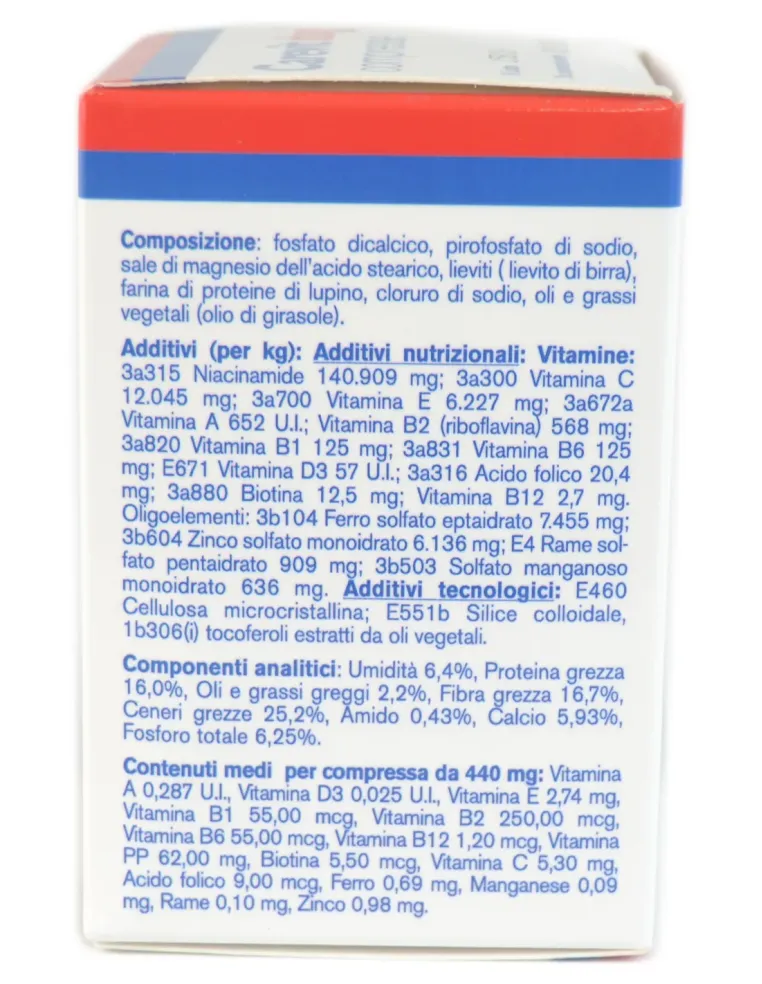 compresse
Composizione: fosfato dicalcico, pirofosfato di sodio,
sale di magnesio dell'acido stearico, lieviti ( lievito di birra),
farina di proteine di lupino, cloruro di sodio, oli e grassi
vegetali (olio di girasole).
Additivi (per kg): Additivi nutrizionali: Vitamine:
3a315 Niacinamide 140.909 mg; 3a300 Vitamina C
12.045 mg; 3a700 Vitamina E 6.227 mg; 3a672a
Vitamina A 652 U.I.; Vitamina B2 (riboflavina) 568 mg;
3a820 Vitamina B1 125 mg; 3a831 Vitamina B6 125
mg; E671 Vitamina D3 57 U.I.; 3a316 Acido folico 20,4
mg; 3a880 Biotina 12,5 mg; Vitamina B12 2,7 mg.
Oligoelementi: 3b104 Ferro solfato eptaidrato 7.455 mg;
3b604 Zinco solfato monoidrato 6.136 mg; E4 Rame sol-
fato pentaidrato 909 mg; 3b503 Solfato manganoso
monoidrato 636 mg. Additivi tecnologici: E460
Cellulosa microcristallina; E551b Silice colloidale,
1b306(i) tocoferoli estratti da oli vegetali.
Componenti analitici: Umidità 6,4%, Proteina grezza
16,0%, Oli e grassi greggi 2,2%, Fibra grezza 16,7%,
Ceneri grezze 25,2%, Amido 0,43%, Calcio 5,93%,
Fosforo totale 6,25%.
Contenuti medi per compressa da 440 mg: Vitamina
A 0,287 U.I., Vitamina D3 0,025 U.I., Vitamina E 2,74 mg,
Vitamina B1 55,00 mcg, Vitamina B2 250,00 mcg,
Vitamina B6 55,00 mcg, Vitamina B12 1,20 mcg, Vitamina
PP 62,00 mg, Biotina 5,50 mcg, Vitamina C 5,30 mg,
Acido folico 9,00 mcg, Ferro 0,69 mg, Manganese 0,09
mg, Rame 0,10 mg, Zinco 0,98 mg.